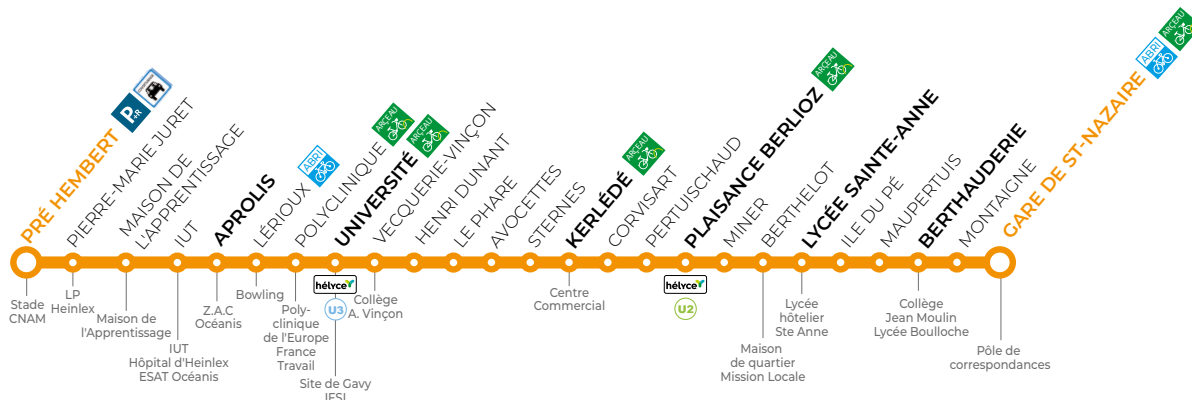 PRÉ HEMBERT
P+R
PIERRE-MARIE JURET
MAISON DE
L'APPRENTISSAGE
IUT
APROLIS
LÉRIOUX
ABRI
POLYCLINIQUE
ARCEAU
UNIVERSITÉ
ARCEAU
VECQUERIE-VINÇON
HENRI DUNANT
LE PHARE
AVOCETTES
STERNES
KERLÉDÉ
ARCEAU
CORVISART
PERTUISCHAUD
PLAISANCE BERLIOZ
ARCEAU
MINER
BERTHELOT
LYCÉE SAINTE-ANNE
ILE DU PÉ
MAUPERTUIS
BERTHAUDERIE
MONTAIGNE
GARE DE ST-NAZAIRE
ABRI
ARCEAU
Stade
CNAM
LP
Heinlex
Maison de
l'Apprentissage
IUT
Hôpital d'Heinlex
ESAT Océanis
Z.A.C
Océanis
Bowling
Poly-
clinique
de l'Europe
France
Travail
hélyce
U3
Site de Gavy
IFSI
Collège
A. Vinçon
Centre
Commercial
hélyce
U2
Maison
de quartier
Mission Locale
Lycée
hôtelier
Ste Anne
Collège
Jean Moulin
Lycée Boulloche
Pôle de
correspondances